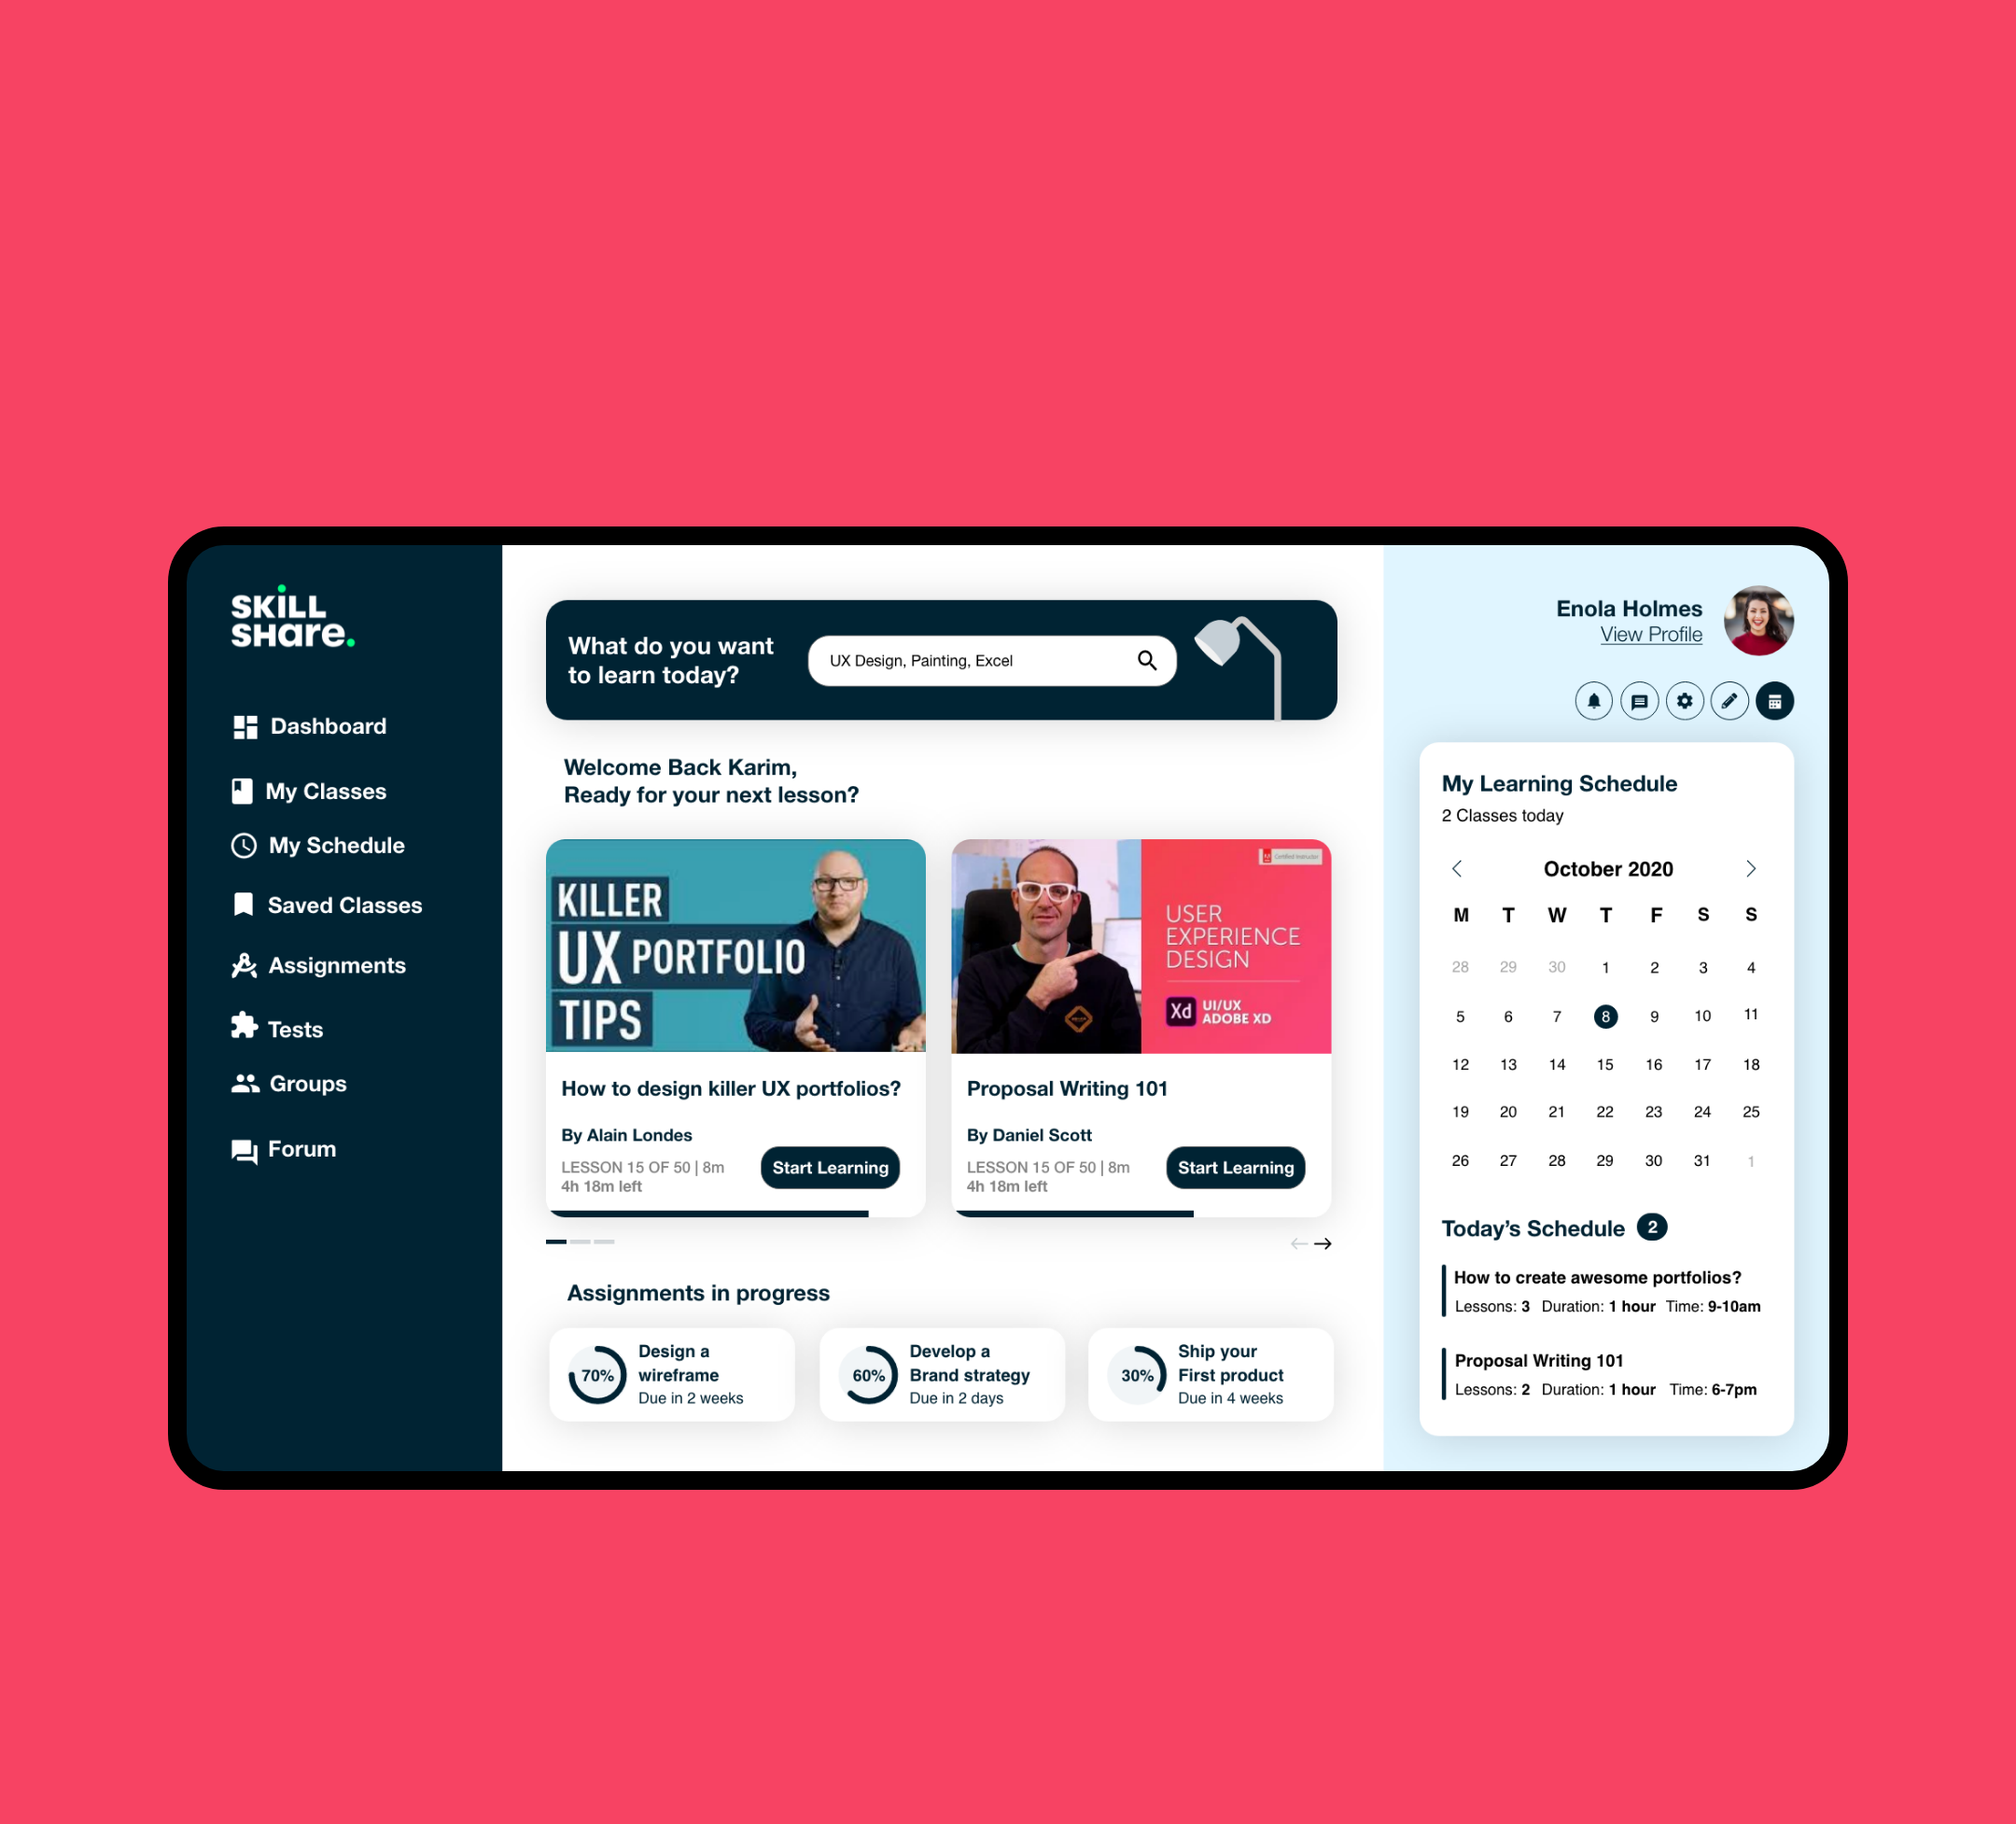 SKiLL
SHare.
Dashboard
My Classes
My Schedule
Saved Classes
Assignments
Tests
Groups
Forum
What do you want
to learn today?
UX Design, Painting, Excel
Welcome Back Karim,
Ready for your next lesson?
KILLER
UX PORTFOLIO
TIPS
How to design killer UX portfolios?
By Alain Londes
LESSON 15 OF 50 | 8m
4h 18m left
Start Learning
Certified Instructor
USER
EXPERIENCE
DESIGN
Xd UI/UX
ADOBE XD
Proposal Writing 101
By Daniel Scott
LESSON 15 OF 50 | 8m
4h 18m left
Start Learning
Assignments in progress
70%
Design a
wireframe
Due in 2 weeks
60%
Develop a
Brand strategy
Due in 2 days
30%
Ship your
First product
Due in 4 weeks
Enola Holmes
View Profile
My Learning Schedule
2 Classes today
October 2020
M T W T F S S
28 29 30 1 2 3 4
5 6 7 8 9 10 11
12 13 14 15 16 17 18
19 20 21 22 23 24 25
26 27 28 29 30 31 1
Today's Schedule 2
How to create awesome portfolios?
Lessons: 3 Duration: 1 hour Time: 9-10am
Proposal Writing 101
Lessons: 2 Duration: 1 hour Time: 6-7pm